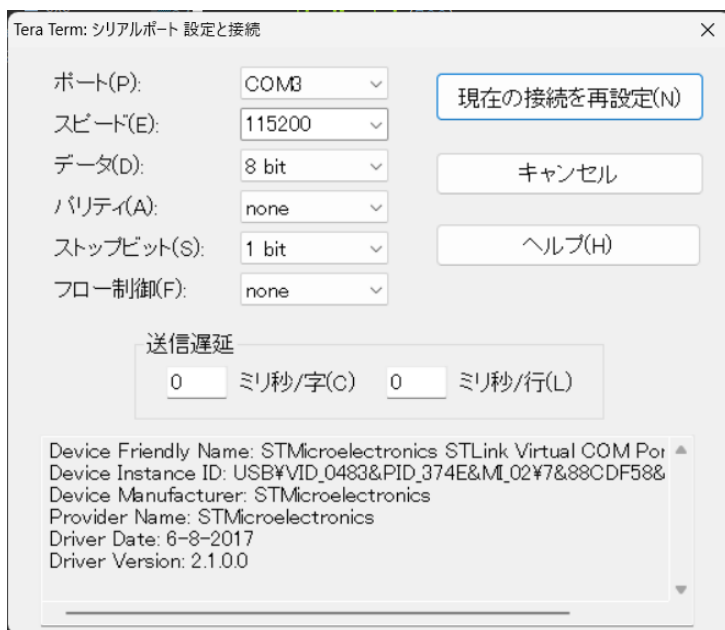 Tera Term: シリアルポート 設定と接続
ポート(P): COM3
現在の接続を再設定(N)
スピード(E): 115200
データ(D): 8 bit
キャンセル
パリティ(A): none
ストップビット(S): 1 bit
ヘルプ(H)
フロー制御(F): none
送信遅延
0 ミリ秒/字(C) 0 ミリ秒/行(L)
Device Friendly Name: STMicroelectronics STLink Virtual COM Por
Device Instance ID: USB¥VID_0483&PID_374E&MI_02¥7&88CDF58&
Device Manufacturer: STMicroelectronics
Provider Name: STMicroelectronics
Driver Date: 6-8-2017
Driver Version: 2.1.0.0